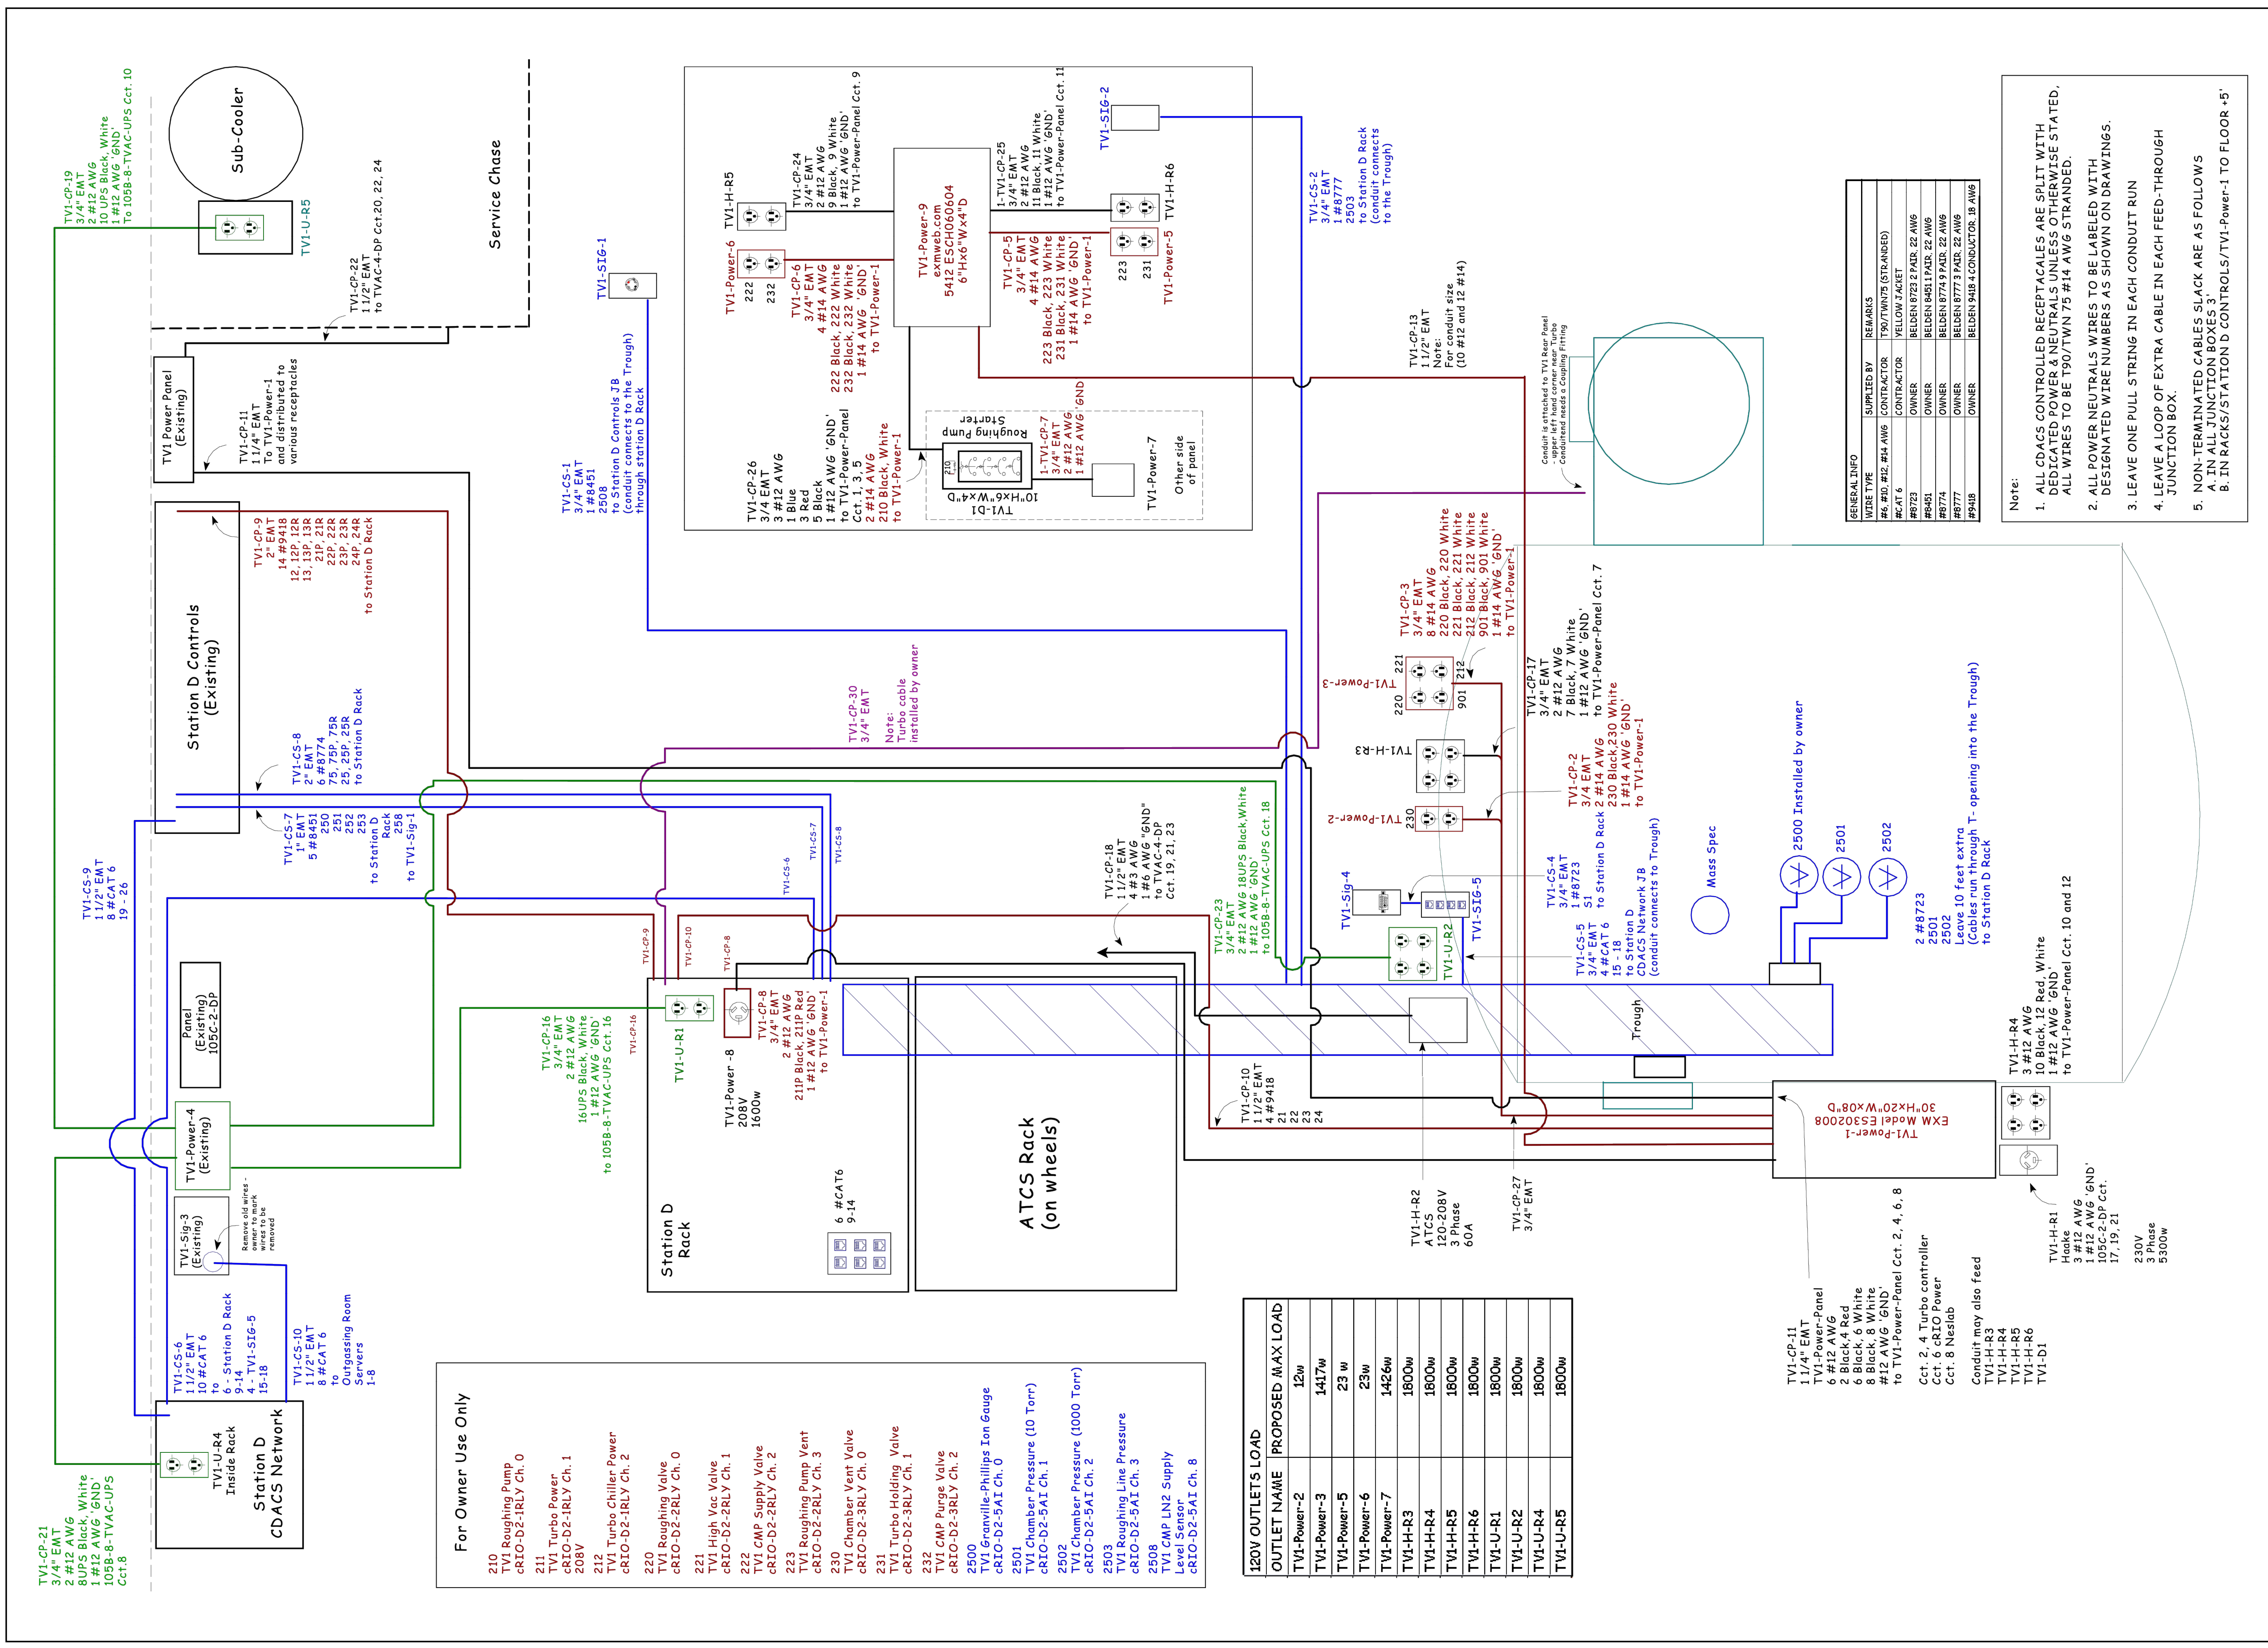 TV1-CP-21
3/4" EMT
2 #12 AWG
8UPS Black, White
1 #12 AWG 'GND'
105B-8-TVAC-UPS
Cct.8
TV1-U-R4
Inside Rack
Station D
CDACS Network
TV1-CS-6
1 1/2" EMT
10 #CAT 6
to
6 - Station D Rack
9-14
4 - TV1-SIG-5
15-18
TV1-CS-10
1 1/2" EMT
8 #CAT 6
to
Outgassing Room
Servers
1-8
TV1-Sig-3
(Existing)
Remove old wires -
owner to mark
wires to be
removed
TV1-Power-4
(Existing)
Panel
(Existing)
105C-2-DP
TV1-CS-9
1 1/2" EMT
8 #CAT 6
19 - 26
Station D Controls
(Existing)
TV1-CS-7
1" EMT
5 #8451
250
251
252
253
to Station D
Rack
258
to TV1-Sig-1
TV1-CS-8
2" EMT
6 #8774
75, 75P, 75R
25, 25P, 25R
to Station D Rack
TV1-CP-9
2" EMT
14 #9418
12, 12P, 12R
13, 13P, 13R
21P, 21R
22P, 22R
23P, 23R
24P, 24R
to Station D Rack
TV1 Power Panel
(Existing)
TV1-CP-11
1 1/4" EMT
To TV1-Power-1
and distributed to
various receptacles
TV1-CP-22
1 1/2" EMT
to TVAC-4-DP Cct.20, 22, 24
TV1-CP-19
3/4" EMT
2 #12 AWG
10 UPS Black, White
1 #12 AWG 'GND'
To 105B-8-TVAC-UPS Cct. 10
Sub-Cooler
TV1-U-R5
Service Chase
For Owner Use Only
210
TV1 Roughing Pump
cRIO-D2-1RLY Ch. 0
211
TV1 Turbo Power
cRIO-D2-1RLY Ch. 1
208V
212
TV1 Turbo Chiller Power
cRIO-D2-1RLY Ch. 2
220
TV1 Roughing Valve
cRIO-D2-2RLY Ch. 0
221
TV1 High Vac Valve
cRIO-D2-2RLY Ch. 1
222
TV1 CMP Supply Valve
cRIO-D2-2RLY Ch. 2
223
TV1 Roughing Pump Vent
cRIO-D2-2RLY Ch. 3
230
TV1 Chamber Vent Valve
cRIO-D2-3RLY Ch. 0
231
TV1 Turbo Holding Valve
cRIO-D2-3RLY Ch. 1
232
TV1 CMP Purge Valve
cRIO-D2-3RLY Ch. 2
2500
TV1 Granville-Phillips Ion Gauge
cRIO-D2-5AI Ch. 0
2501
TV1 Chamber Pressure (10 Torr)
cRIO-D2-5AI Ch. 1
2502
TV1 Chamber Pressure (1000 Torr)
cRIO-D2-5AI Ch. 2
2503
TV1 Roughing Line Pressure
cRIO-D2-5AI Ch. 3
2508
TV1 CMP LN2 Supply
Level Sensor
cRIO-D2-5AI Ch. 8
TV1-CP-16
3/4" EMT
2 #12 AWG
16UPS Black, White
1 #12 AWG 'GND'
to 105B-8-TVAC-UPS Cct. 16
TV1-CP-16
TV1-CP-9
TV1-CP-10
TV1-CP-8
TV1-CS-6
TV1-CS-7
TV1-CS-8
Station D
Rack
TV1-U-R1
TV1-Power -8
208V
1600w
TV1-CP-8
3/4" EMT
2 #12 AWG
211P Black, 211P Red
1 #12 AWG 'GND'
to TV1-Power-1
6 #CAT6
9-14
ATCS Rack
(on wheels)
TV1-CP-30
3/4" EMT
Note:
Turbo cable
installed by owner
TV1-CS-1
3/4" EMT
1 #8451
2508
to Station D Controls JB
(conduit connects to the Trough)
through station D Rack
TV1-SIG-1
TV1-Power-6
222
232
TV1-H-R5
TV1-CP-24
3/4" EMT
2 #12 AWG
9 Black, 9 White
1 #12 AWG 'GND'
to TV1-Power-Panel Cct. 9
TV1-CP-6
3/4" EMT
4 #14 AWG
222 Black, 222 White
232 Black, 232 White
1 #14 AWG 'GND'
to TV1-Power-1
TV1-Power-9
exmweb.com
5412 ESCH060604
6"Hx6"Wx4"D
TV1-CP-26
3/4 EMT
3 #12 AWG
1 Blue
3 Red
5 Black
1 #12 AWG 'GND'
to TV1-Power-Panel
Cct. 1, 3, 5
2 #14 AWG
210 Black, White
to TV1-Power-1
Roughing Pump
Starter
210
TV1-D1
10"Hx6"Wx4"D
1-TV1-CP-7
3/4" EMT
2 #12 AWG
1 #12 AWG 'GND
TV1-Power-7
Other side
of panel
TV1-CP-5
3/4" EMT
4 #14 AWG
223 Black, 223 White
231 Black, 231 White
1 #14 AWG 'GND'
to TV1-Power-1
1-TV1-CP-25
3/4" EMT
2 #12 AWG
11 Black, 11 White
1 #12 AWG 'GND'
to TV1-Power-Panel Cct. 11
223
231
TV1-Power-5
TV1-H-R6
TV1-SIG-2
TV1-CS-2
3/4" EMT
1 #8777
2503
to Station D Rack
(conduit connects
to the Trough)
TV1-CP-18
1 1/2" EMT
4 #3 AWG
1 #6 AWG "GND"
to TVAC-4-DP
Cct. 19, 21, 23
TV1-CP-23
3/4" EMT
2 #12 AWG 18UPS Black,White
1 #12 AWG 'GND'
to 105B-8-TVAC-UPS Cct. 18
TV1-CP-10
1 1/2" EMT
4 #9418
21
22
23
24
120V OUTLETS LOAD
OUTLET NAME PROPOSED MAX LOAD
TV1-Power-2 12w
TV1-Power-3 1417w
TV1-Power-5 23 w
TV1-Power-6 23w
TV1-Power-7 1426w
TV1-H-R3 1800w
TV1-H-R4 1800w
TV1-H-R5 1800w
TV1-H-R6 1800w
TV1-U-R1 1800w
TV1-U-R2 1800w
TV1-U-R4 1800w
TV1-U-R5 1800w
TV1-H-R2
ATCS
120-208V
3 Phase
60A
TV1-CP-27
3/4" EMT
TV1-Sig-4
TV1-SIG-5
TV1-U-R2
TV1-Power-2
230
TV1-H-R3
TV1-Power-3
220
221
901
212
TV1-CP-3
3/4" EMT
8 #14 AWG
220 Black, 220 White
221 Black, 221 White
212 Black, 212 White
901 Black, 901 White
1 #14 AWG 'GND'
to TV1-Power-1
TV1-CP-13
1 1/2" EMT
Note:
For conduit size
(10 #12 and 12 #14)
Conduit is attached to TV1 Rear Panel
- upper left hand corner near Turbo
Conduitend needs a Coupling Fitting
TV1-CP-17
3/4" EMT
2 #12 AWG
7 Black, 7 White
1 #12 AWG 'GND'
to TV1-Power-Panel Cct. 7
TV1-CP-2
3/4 EMT
2 #14 AWG
230 Black,230 White
1 #14 AWG 'GND'
to TV1-Power-1
TV1-CS-4
3/4" EMT
1 #8723
S1
to Station D Rack
TV1-CS-5
3/4" EMT
4 #CAT 6
15 - 18
to Station D
CDACS Network JB
(conduit connects to Trough)
Trough
Mass Spec
2500 Installed by owner
2501
2502
2 #8723
2501
2502
Leave 10 feet extra
(Cables run through T- opening into the Trough)
to Station D Rack
TV1-Power-1
EXM Model ES302008
30"Hx20"Wx08"D
TV1-CP-11
1 1/4" EMT
TV1-Power-Panel
6 #12 AWG
2 Black,4 Red
6 Black, 6 White
8 Black, 8 White
#12 AWG 'GND'
to TV1-Power-Panel Cct. 2, 4, 6, 8
Cct. 2, 4 Turbo controller
Cct. 6 cRIO Power
Cct. 8 Neslab
Conduit may also feed
TV1-H-R3
TV1-H-R4
TV1-H-R5
TV1-H-R6
TV1-D1
TV1-H-R4
3 #12 AWG
10 Black, 12 Red, White
1 #12 AWG 'GND'
to TV1-Power-Panel Cct. 10 and 12
TV1-H-R1
Haake
3 #12 AWG
1 #12 AWG 'GND'
105C-2-DP Cct.
17, 19, 21
230V
3 Phase
5300w
GENERAL INFO
WIRE TYPE SUPPLIED BY REMARKS
#6, #10, #12, #14 AWG CONTRACTOR T90/TWN75 (STRANDED)
#CAT 6 CONTRACTOR YELLOW JACKET
#8723 OWNER BELDEN 8723 2 PAIR, 22 AWG
#8451 OWNER BELDEN 8451 1 PAIR, 22 AWG
#8774 OWNER BELDEN 8774 9 PAIR, 22 AWG
#8777 OWNER BELDEN 8777 3 PAIR, 22 AWG
#9418 OWNER BELDEN 9418 4 CONDUCTOR, 18 AWG
Note:
1. ALL CDACS CONTROLLED RECEPTACALES ARE SPLIT WITH
DEDICATED POWER & NEUTRALS UNLESS OTHERWISE STATED,
ALL WIRES TO BE T90/TWN 75 #14 AWG STRANDED.
2. ALL POWER NEUTRALS WIRES TO BE LABELED WITH
DESIGNATED WIRE NUMBERS AS SHOWN ON DRAWINGS.
3. LEAVE ONE PULL STRING IN EACH CONDUIT RUN
4. LEAVE A LOOP OF EXTRA CABLE IN EACH FEED-THROUGH
JUNCTION BOX.
5. NON-TERMINATED CABLES SLACK ARE AS FOLLOWS
A. IN ALL JUNCTION BOXES 3'
B. IN RACKS/STATION D CONTROLS/TV1-Power-1 TO FLOOR +5'